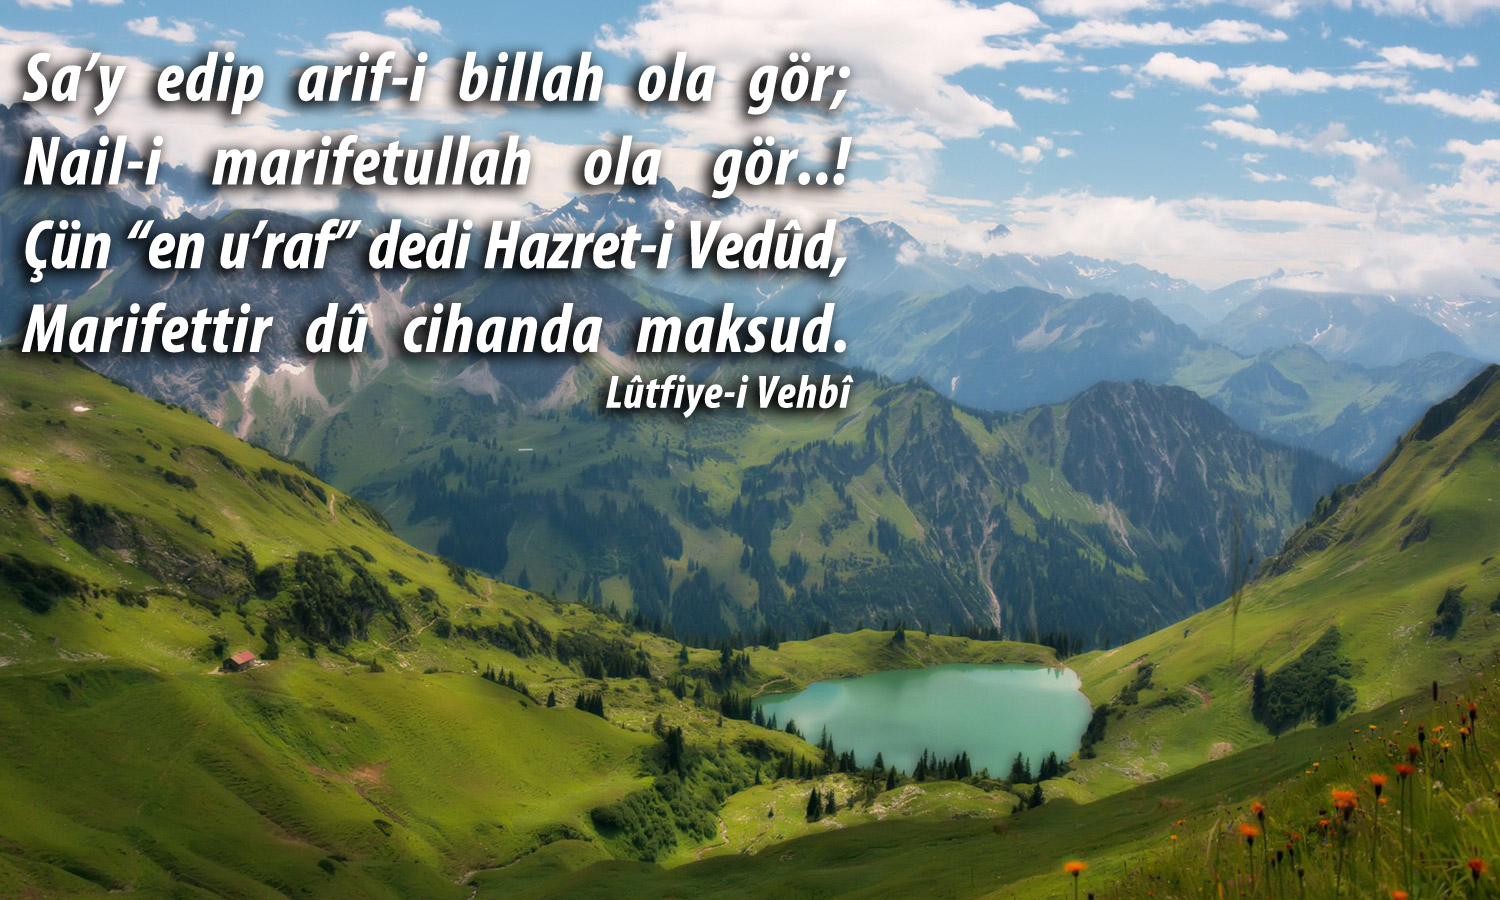 Sa’y edip arif-i billah ola gör;
Nail-i marifetullah ola gör..!
Çün “en u’raf” dedi Hazret-i Vedûd,
Marifettir dû cihanda maksud.
Lûtfiye-i Vehbî